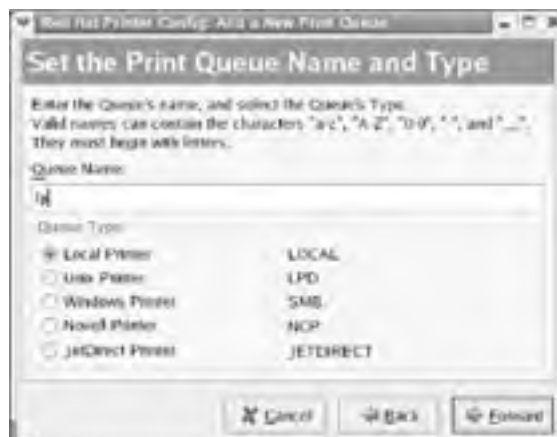 Red Hat Printer Config: Add a New Print Queue
Set the Print Queue Name and Type
Enter the Queue's name, and select the Queue's Type.
Valid names can contain the characters "a-z", "A-Z", "0-9", "-", and "_".
They must begin with letters.
Queue Name:
lp
Queue Type:
Local Printer LOCAL
Unix Printer LPD
Windows Printer SMB
Novell Printer NCP
JetDirect Printer JETDIRECT
Cancel Back Forward